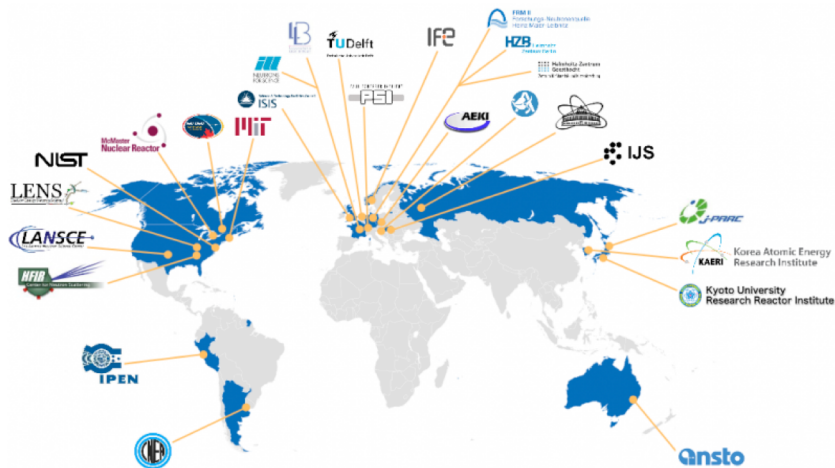 FRM II
Forschungs-Neutronenquelle
Heinz Maier-Leibnitz
TUDelft
IFe
HZB Helmholtz
Zentrum Berlin
Helmholtz-Zentrum
Geesthacht
ISIS
PSI
AEKI
McMaster
Nuclear Reactor
MIT
IJS
NIST
LENS
LANSCE
HFIR
J-PARC
KAERI
Korea Atomic Energy
Research Institute
Kyoto University
Research Reactor Institute
IPEN
CNEA
ansto